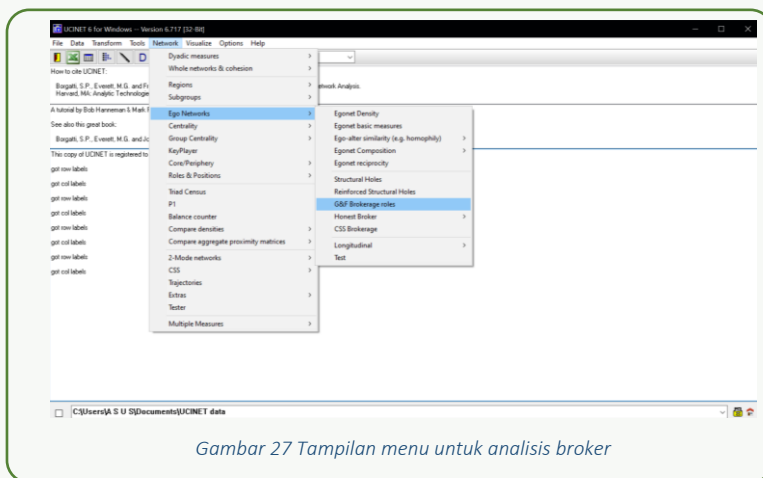 UCINET 6 for Windows -- Version 6.717 [32-Bit]
File Data Transform Tools Network Visualize Options Help
How to cite UCINET:
Borgatti, S.P., Everett, M.G. and Fr
Harvard, MA: Analytic Technologie
etwork Analysis.
A tutorial by Bob Hanneman & Mark F
See also this great book:
Borgatti, S.P., Everett, M.G. and Jo
This copy of UCINET is registered to
got row labels
got col labels
got row labels
got col labels
got row labels
got col labels
got row labels
got col labels
Dyadic measures
Whole networks & cohesion
Regions
Subgroups
Ego Networks
Centrality
Group Centrality
KeyPlayer
Core/Periphery
Roles & Positions
Triad Census
P1
Balance counter
Compare densities
Compare aggregate proximity matrices
2-Mode networks
CSS
Trajectories
Extras
Tester
Multiple Measures
Egonet Density
Egonet basic measures
Ego-alter similarity (e.g. homophily)
Egonet Composition
Egonet reciprocity
Structural Holes
Reinforced Structural Holes
G&F Brokerage roles
Honest Broker
CSS Brokerage
Longitudinal
Test
C:\Users\A S U S\Documents\UCINET data
Gambar 27 Tampilan menu untuk analisis broker